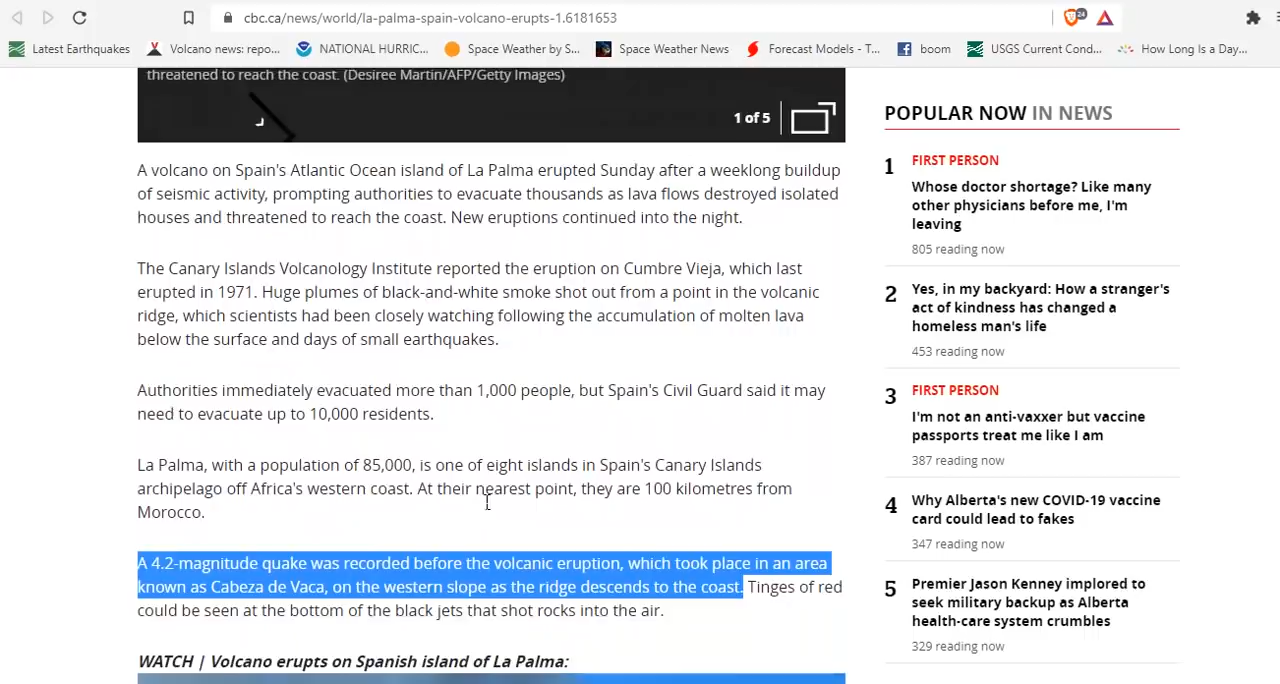 cbc.ca/news/world/la-palma-spain-volcano-erupts-1.6181653
24
Latest Earthquakes
Volcano news: repo...
NATIONAL HURRIC...
Space Weather by S...
Space Weather News
Forecast Models - T...
boom
USGS Current Cond...
How Long Is a Day...
threatened to reach the coast. (Desiree Martin/AFP/Getty Images)
1 of 5
A volcano on Spain's Atlantic Ocean island of La Palma erupted Sunday after a weeklong buildup
of seismic activity, prompting authorities to evacuate thousands as lava flows destroyed isolated
houses and threatened to reach the coast. New eruptions continued into the night.
The Canary Islands Volcanology Institute reported the eruption on Cumbre Vieja, which last
erupted in 1971. Huge plumes of black-and-white smoke shot out from a point in the volcanic
ridge, which scientists had been closely watching following the accumulation of molten lava
below the surface and days of small earthquakes.
Authorities immediately evacuated more than 1,000 people, but Spain's Civil Guard said it may
need to evacuate up to 10,000 residents.
La Palma, with a population of 85,000, is one of eight islands in Spain's Canary Islands
archipelago off Africa's western coast. At their nearest point, they are 100 kilometres from
Morocco.
A 4.2-magnitude quake was recorded before the volcanic eruption, which took place in an area
known as Cabeza de Vaca, on the western slope as the ridge descends to the coast. Tinges of red
could be seen at the bottom of the black jets that shot rocks into the air.
WATCH | Volcano erupts on Spanish island of La Palma:
POPULAR NOW IN NEWS
1
FIRST PERSON
Whose doctor shortage? Like many
other physicians before me, I'm
leaving
805 reading now
2
Yes, in my backyard: How a stranger's
act of kindness has changed a
homeless man's life
453 reading now
3
FIRST PERSON
I'm not an anti-vaxxer but vaccine
passports treat me like I am
387 reading now
4
Why Alberta's new COVID-19 vaccine
card could lead to fakes
347 reading now
5
Premier Jason Kenney implored to
seek military backup as Alberta
health-care system crumbles
329 reading now